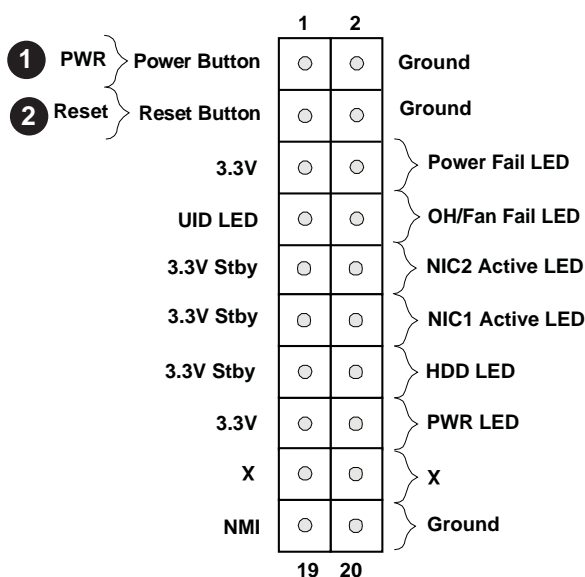 1 2
1 PWR Power Button Ground
2 Reset Reset Button Ground
3.3V Power Fail LED
UID LED OH/Fan Fail LED
3.3V Stby NIC2 Active LED
3.3V Stby NIC1 Active LED
3.3V Stby HDD LED
3.3V PWR LED
X X
NMI Ground
19 20